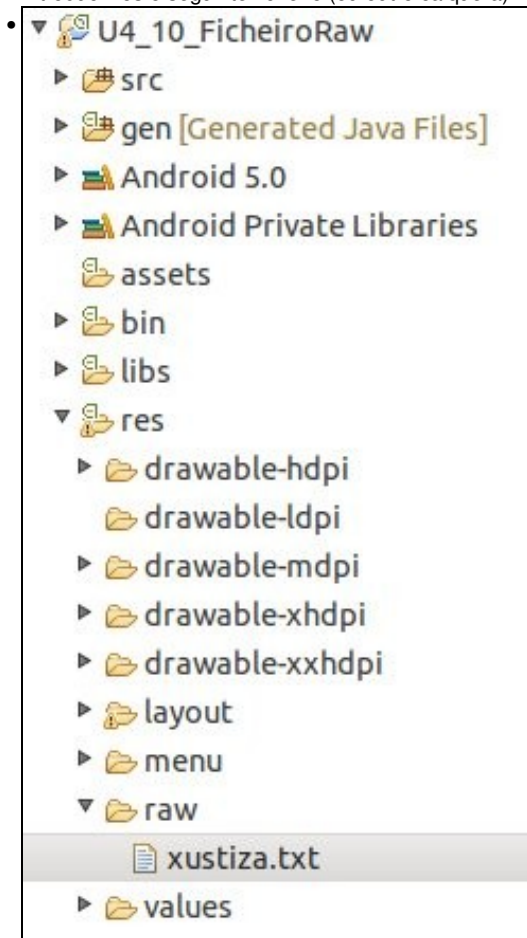 U4_10_FicheiroRaw
src
gen [Generated Java Files]
Android 5.0
Android Private Libraries
assets
bin
libs
res
drawable-hdpi
drawable-ldpi
drawable-mdpi
drawable-xhdpi
drawable-xxhdpi
layout
menu
raw
xustiza.txt
values